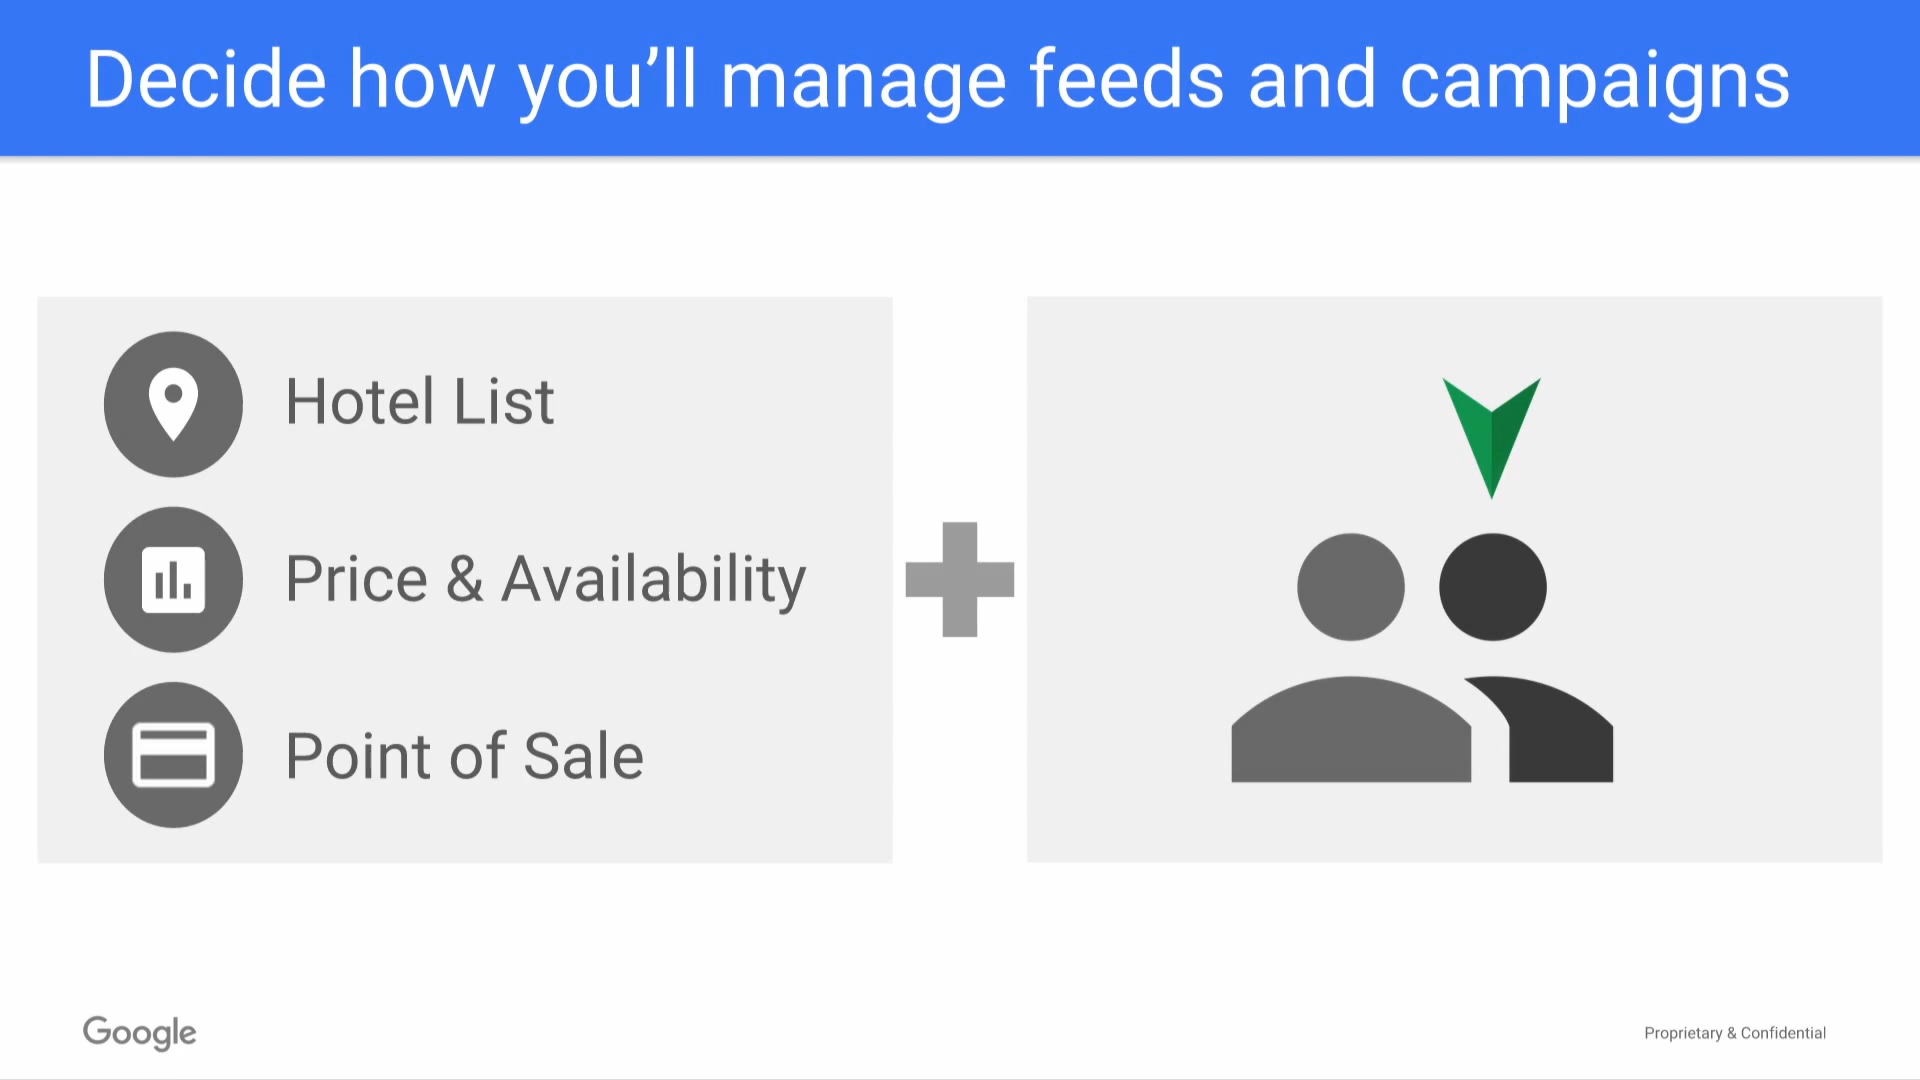 Decide how you’ll manage feeds and campaigns
Hotel List
Price & Availability
Point of Sale
Google
Proprietary & Confidential